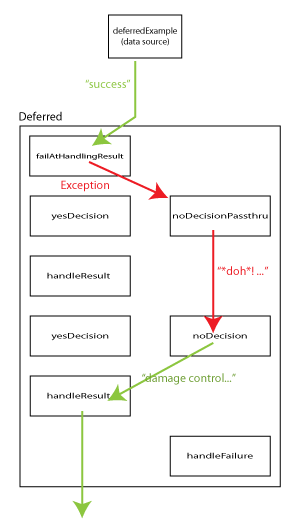 deferredExample
(data source)
“success”
Deferred
failAtHandlingResult
Exception
yesDecision
noDecisionPassthru
“*doh*! ...”
handleResult
yesDecision
noDecision
“damage control...”
handleResult
handleFailure